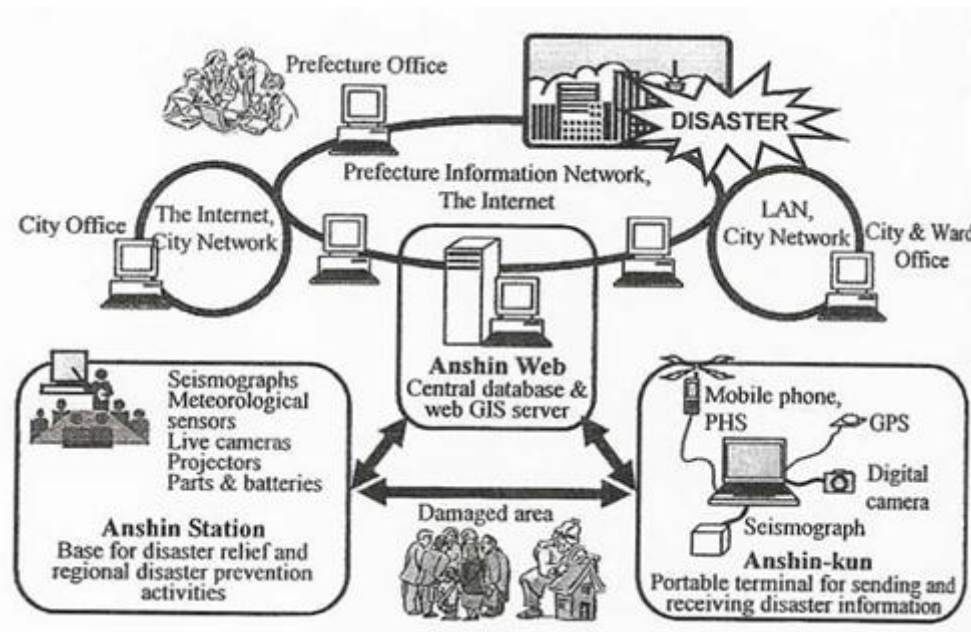 Prefecture Office
DISASTER
Prefecture Information Network,
The Internet
City Office
The Internet,
City Network
LAN,
City Network
City & Ward
Office
Anshin Web
Central database &
web GIS server
Seismographs
Meteorological
sensors
Live cameras
Projectors
Parts & batteries
Anshin Station
Base for disaster relief and
regional disaster prevention
activities
Damaged area
Mobile phone,
PHS
GPS
Digital
camera
Seismograph
Anshin-kun
Portable terminal for sending and
receiving disaster information